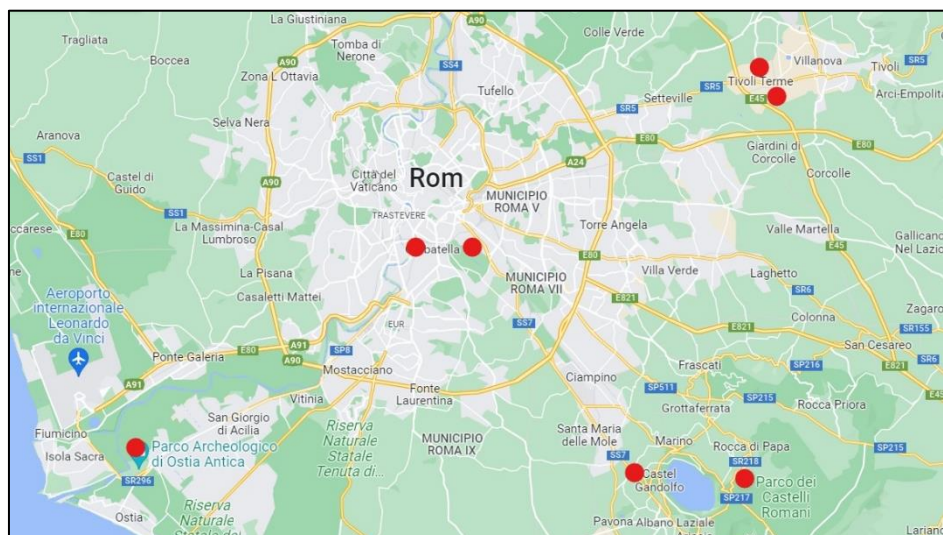 La Giustiniana
A90
Colle Verde
Tragliata
Tomba di
Nerone
SS4
Villanova
Boccea
A90
SR5
Tivoli
Zona L'Ottavia
Tufello
Tivoli Terme
Setteville
E45
Arci-Empolita
SR5
Selva Nera
Aranova
E80
E80
SS1
Giardini di
Corcolle
A24
Castel di
Guido
Città del
Vaticano
Rom
A90
Corcolle
MUNICIPIO
ROMA V
SS1
TRASTEVERE
Torre Angela
La Massimina-Casal
Lumbroso
Valle Martella
Gallicano
Nel Lazio
E80
E45
E80
La Pisana
MUNICIPIO
ROMA VII
Villa Verde
Laghetto
SR6
Aeroporto
internazionale
Leonardo
da Vinci
Casaletti Mattei
E821
Zagarolo
EUR
SS7
Colonna
SR155
E821
A91
SP8
E80
A90
San Cesareo
SR6
Ponte Galeria
Mostacciano
Frascati
SP216
A91
Ciampino
SP511
Vitinia
Fonte
Laurentina
SP215
E45
Grottaferrata
Rocca Priora
San Giorgio
di Acilia
Fiumicino
Riserva
Naturale
Statale
Tenuta di...
Santa Maria
delle Mole
Marino
MUNICIPIO
ROMA IX
Rocca di Papa
SP215
Parco Archeologico
di Ostia Antica
Isola Sacra
SS7
SR218
Castel
Gandolfo
SR296
Parco dei
Castelli
Romani
SP217
Riserva
Naturale
Ostia
Pavona
Albano Laziale